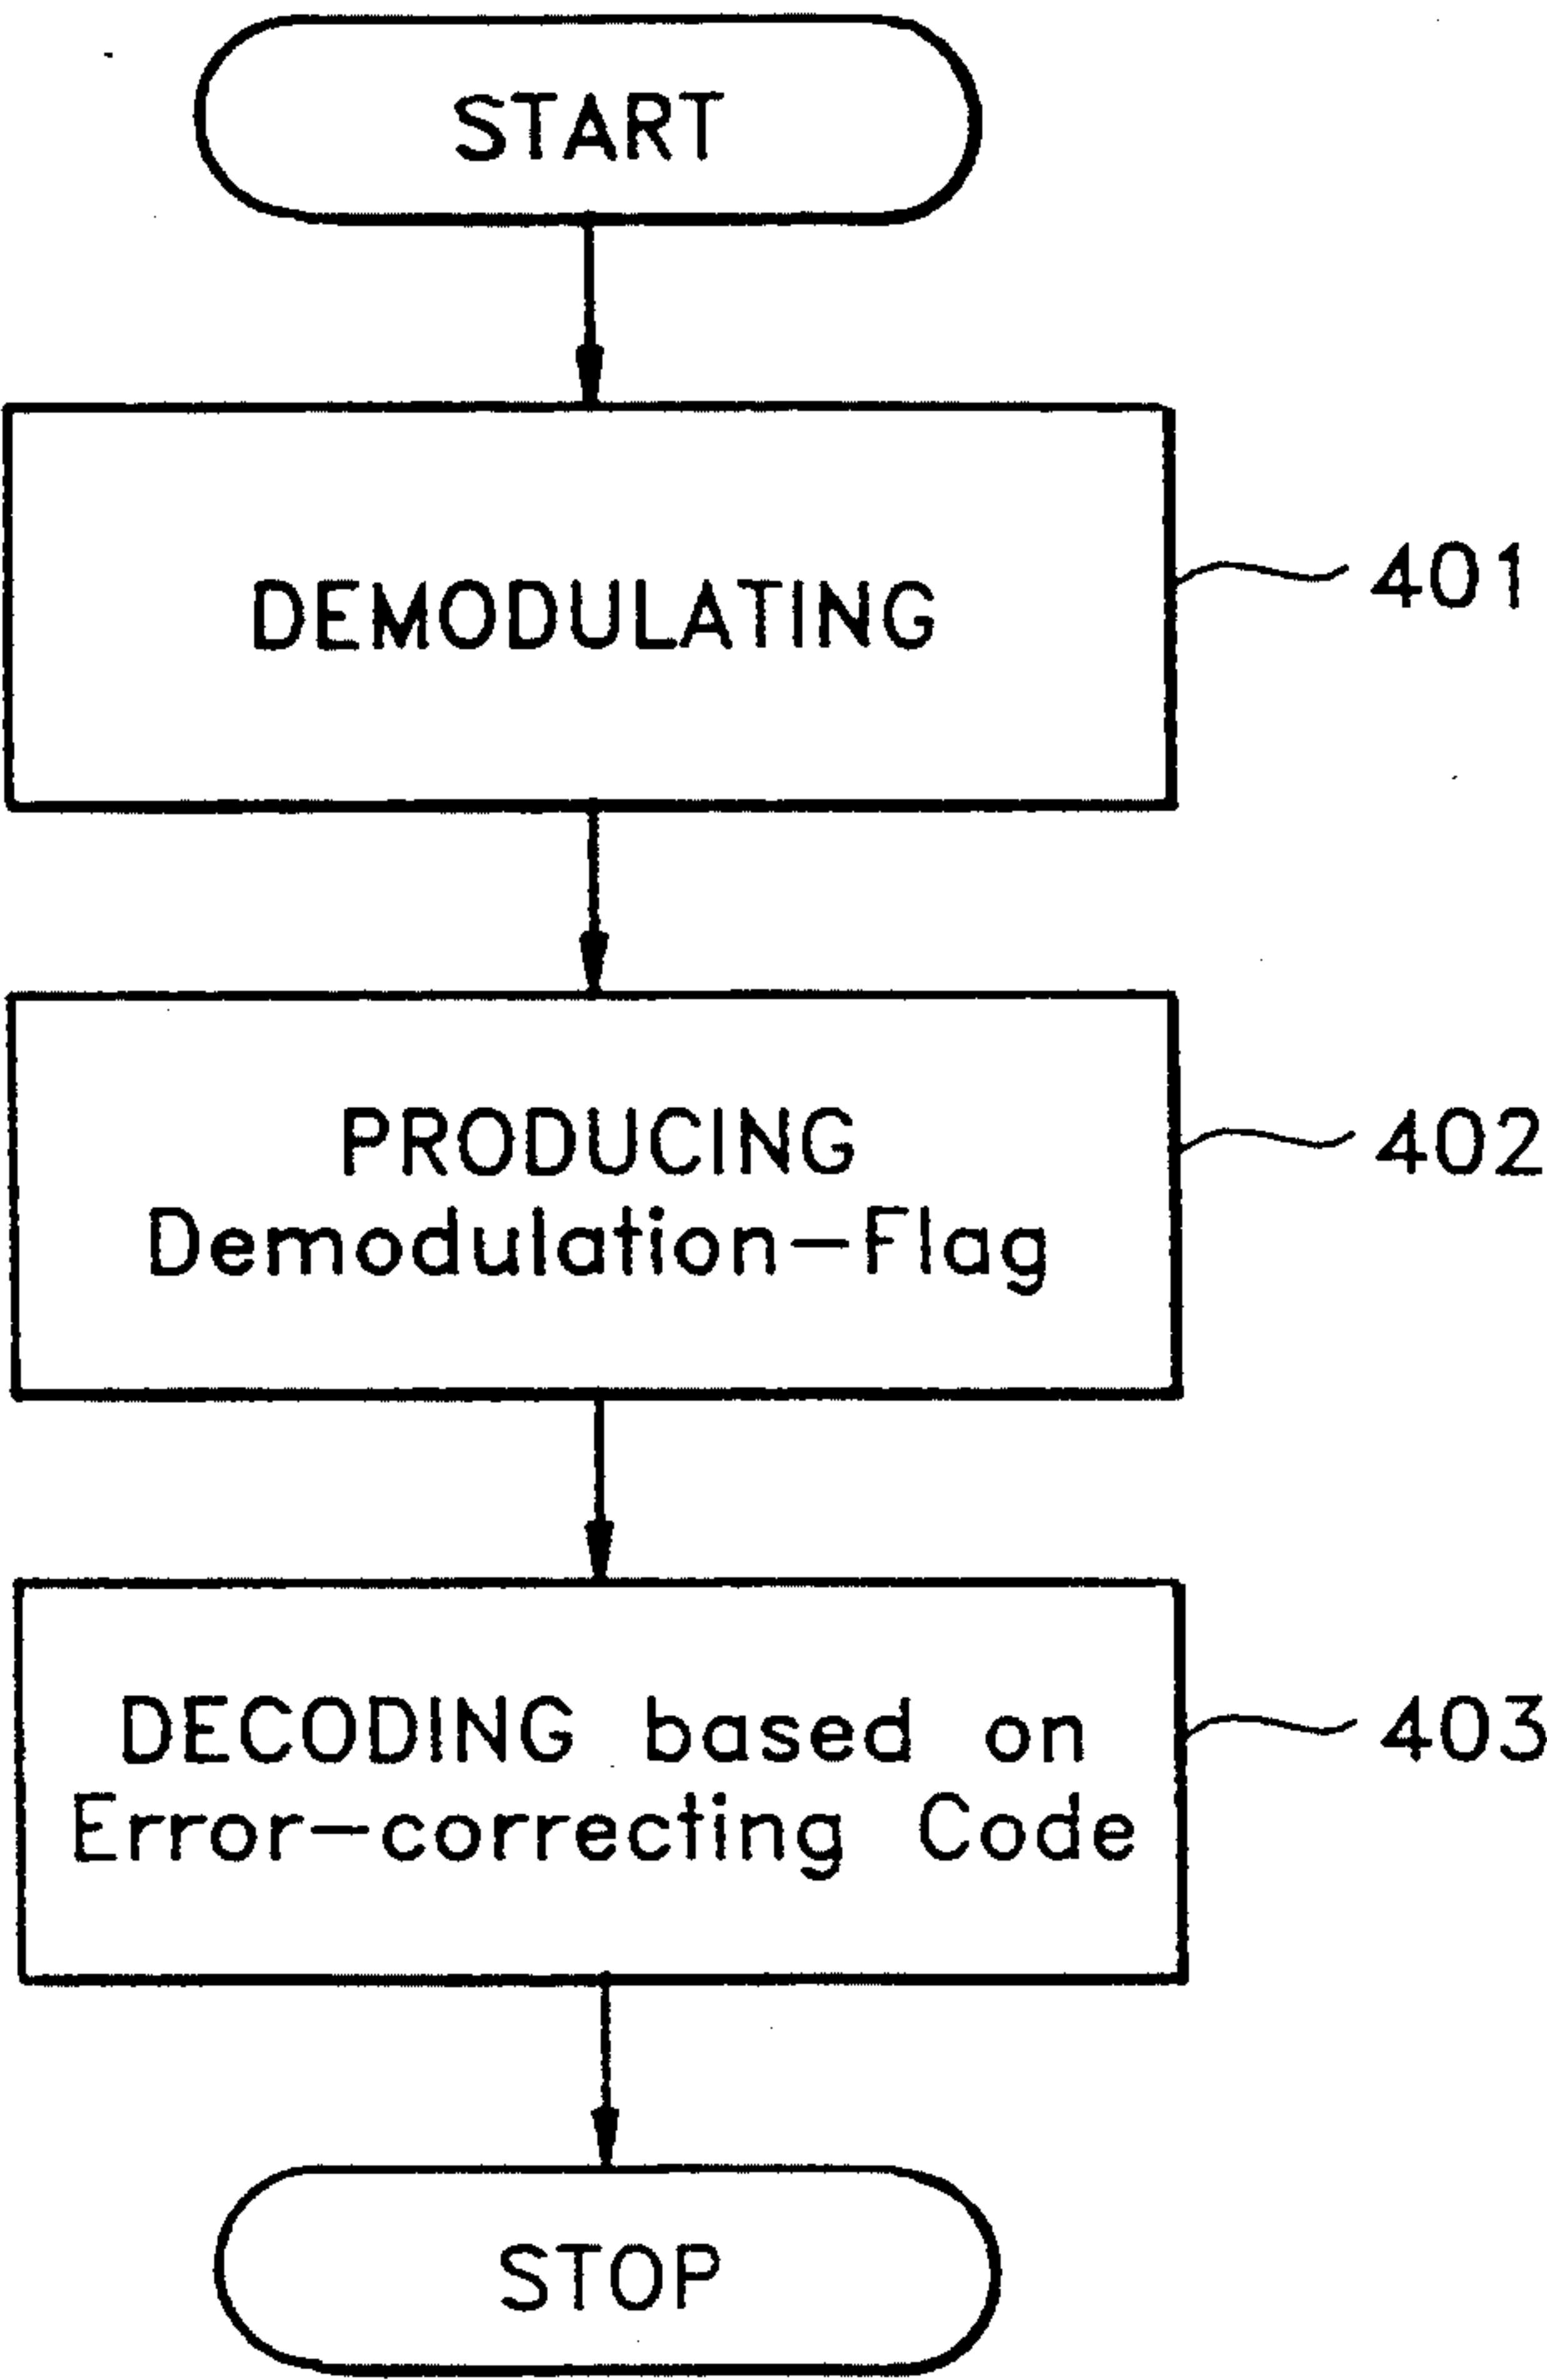 START
DEMODULATING
401
PRODUCING
Demodulation-Flag
402
DECODING based on
Error-correcting Code
403
STOP